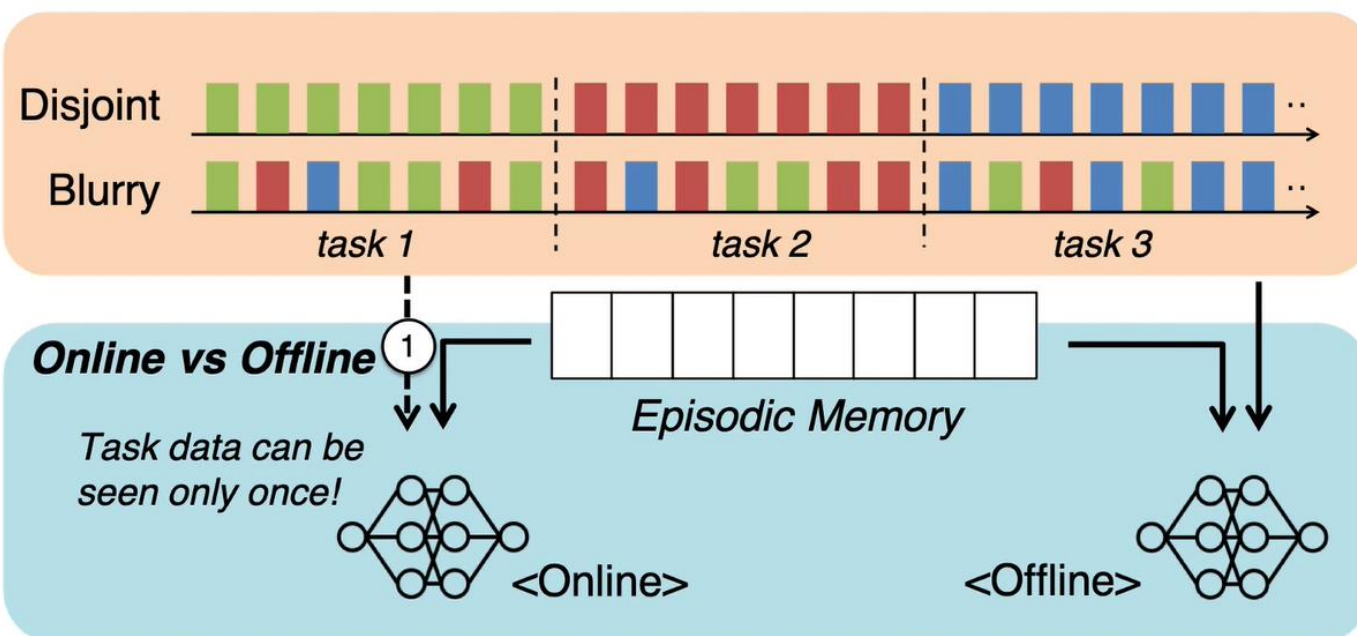 Disjoint
..
Blurry
..
task 1
task 2
task 3
Online vs Offline
1
Episodic Memory
Task data can be
seen only once!
<Online>
<Offline>